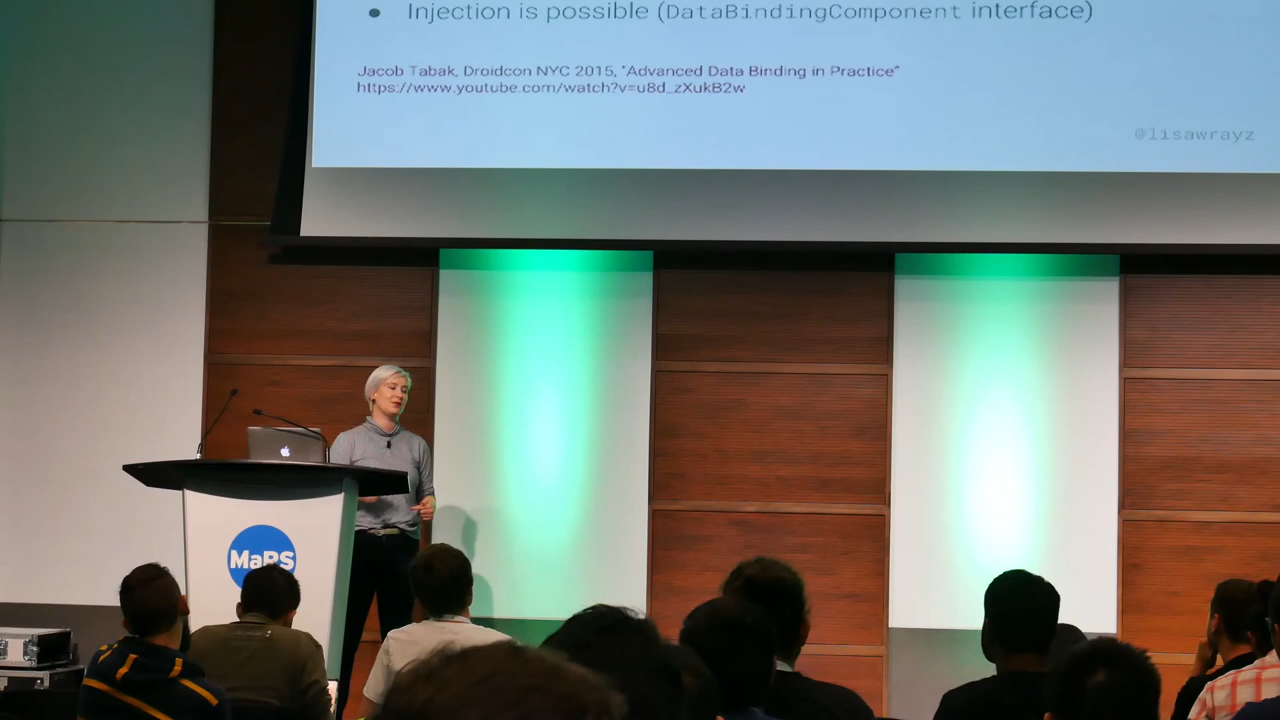 ● Injection is possible (DataBindingComponent interface)
Jacob Tabak, Droidcon NYC 2015, "Advanced Data Binding in Practice"
https://www.youtube.com/watch?v=u8d_zXukB2w
@lisawrayz
MaRS